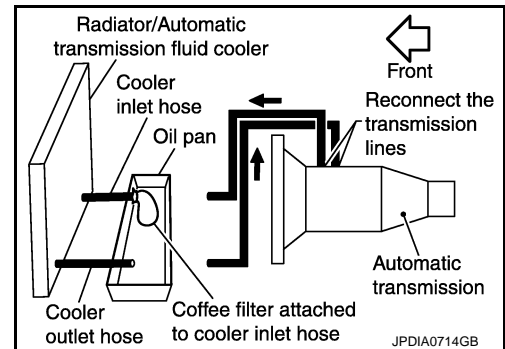 Radiator/Automatic
transmission fluid cooler
Front
Cooler
inlet hose
Reconnect the
transmission
lines
Oil pan
Automatic
transmission
Cooler
outlet hose
Coffee filter attached
to cooler inlet hose
JPDIA0714GB